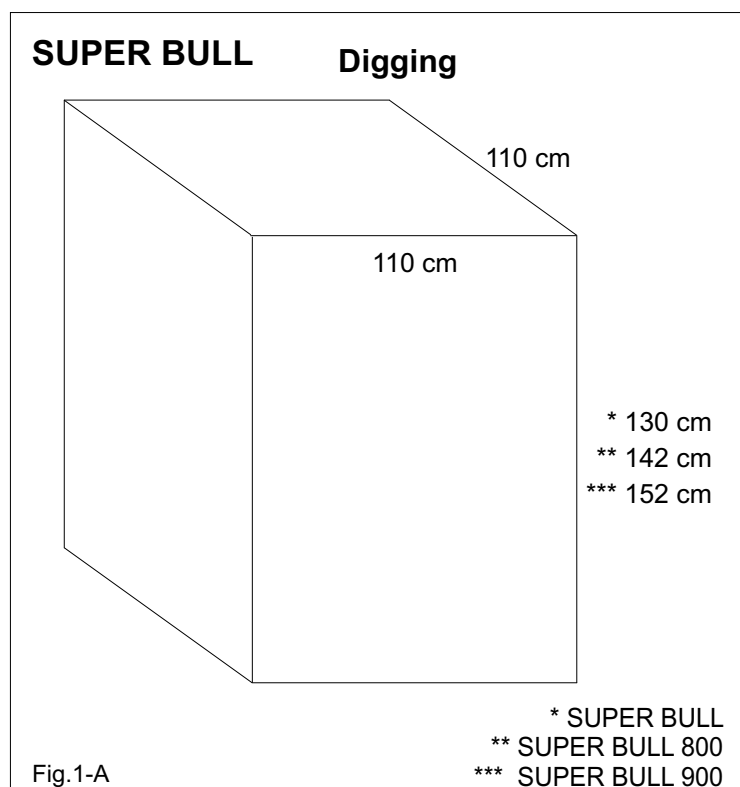 SUPER BULL
Digging
110 cm
110 cm
* 130 cm
** 142 cm
*** 152 cm
* SUPER BULL
** SUPER BULL 800
*** SUPER BULL 900
Fig.1-A